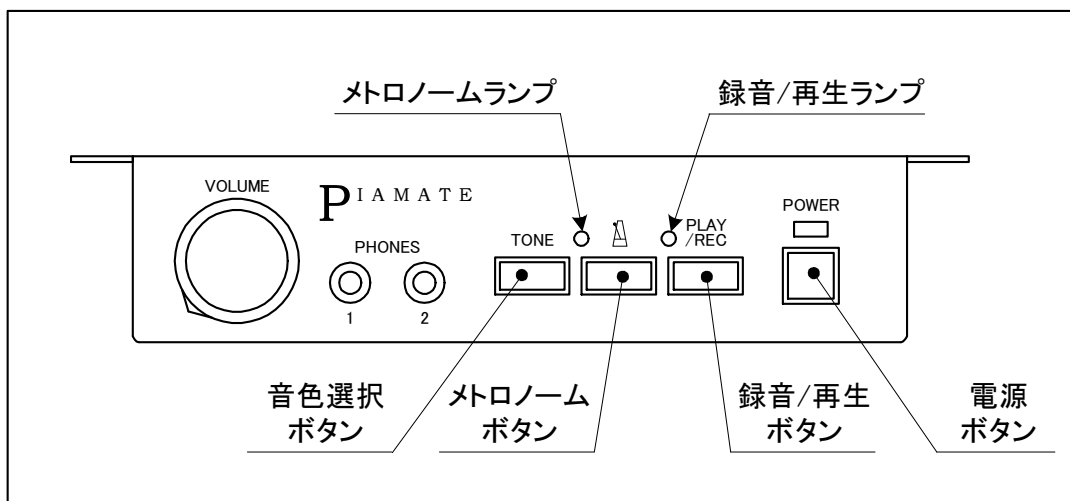 メトロノームランプ
録音/再生ランプ
VOLUME
PIAMATE
POWER
PHONES
TONE
PLAY
/REC
1
2
音色選択
ボタン
メトロノーム
ボタン
録音/再生
ボタン
電源
ボタン